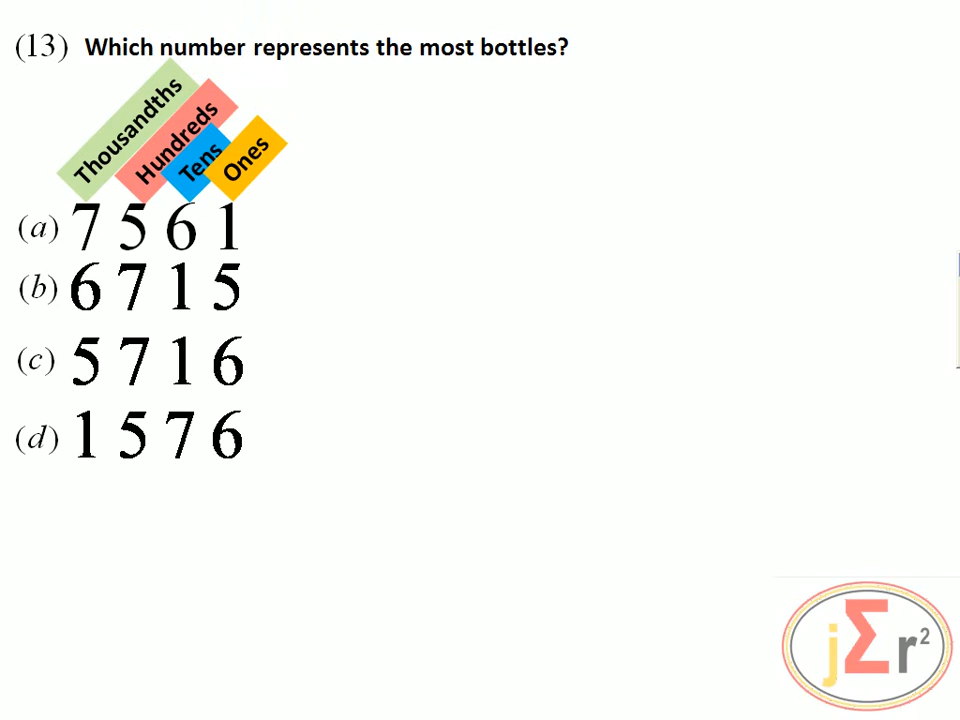 (13) Which number represents the most bottles?
Thousandths Hundreds Tens Ones
(a) 7 5 6 1
(b) 6 7 1 5
(c) 5 7 1 6
(d) 1 5 7 6
jΣr²